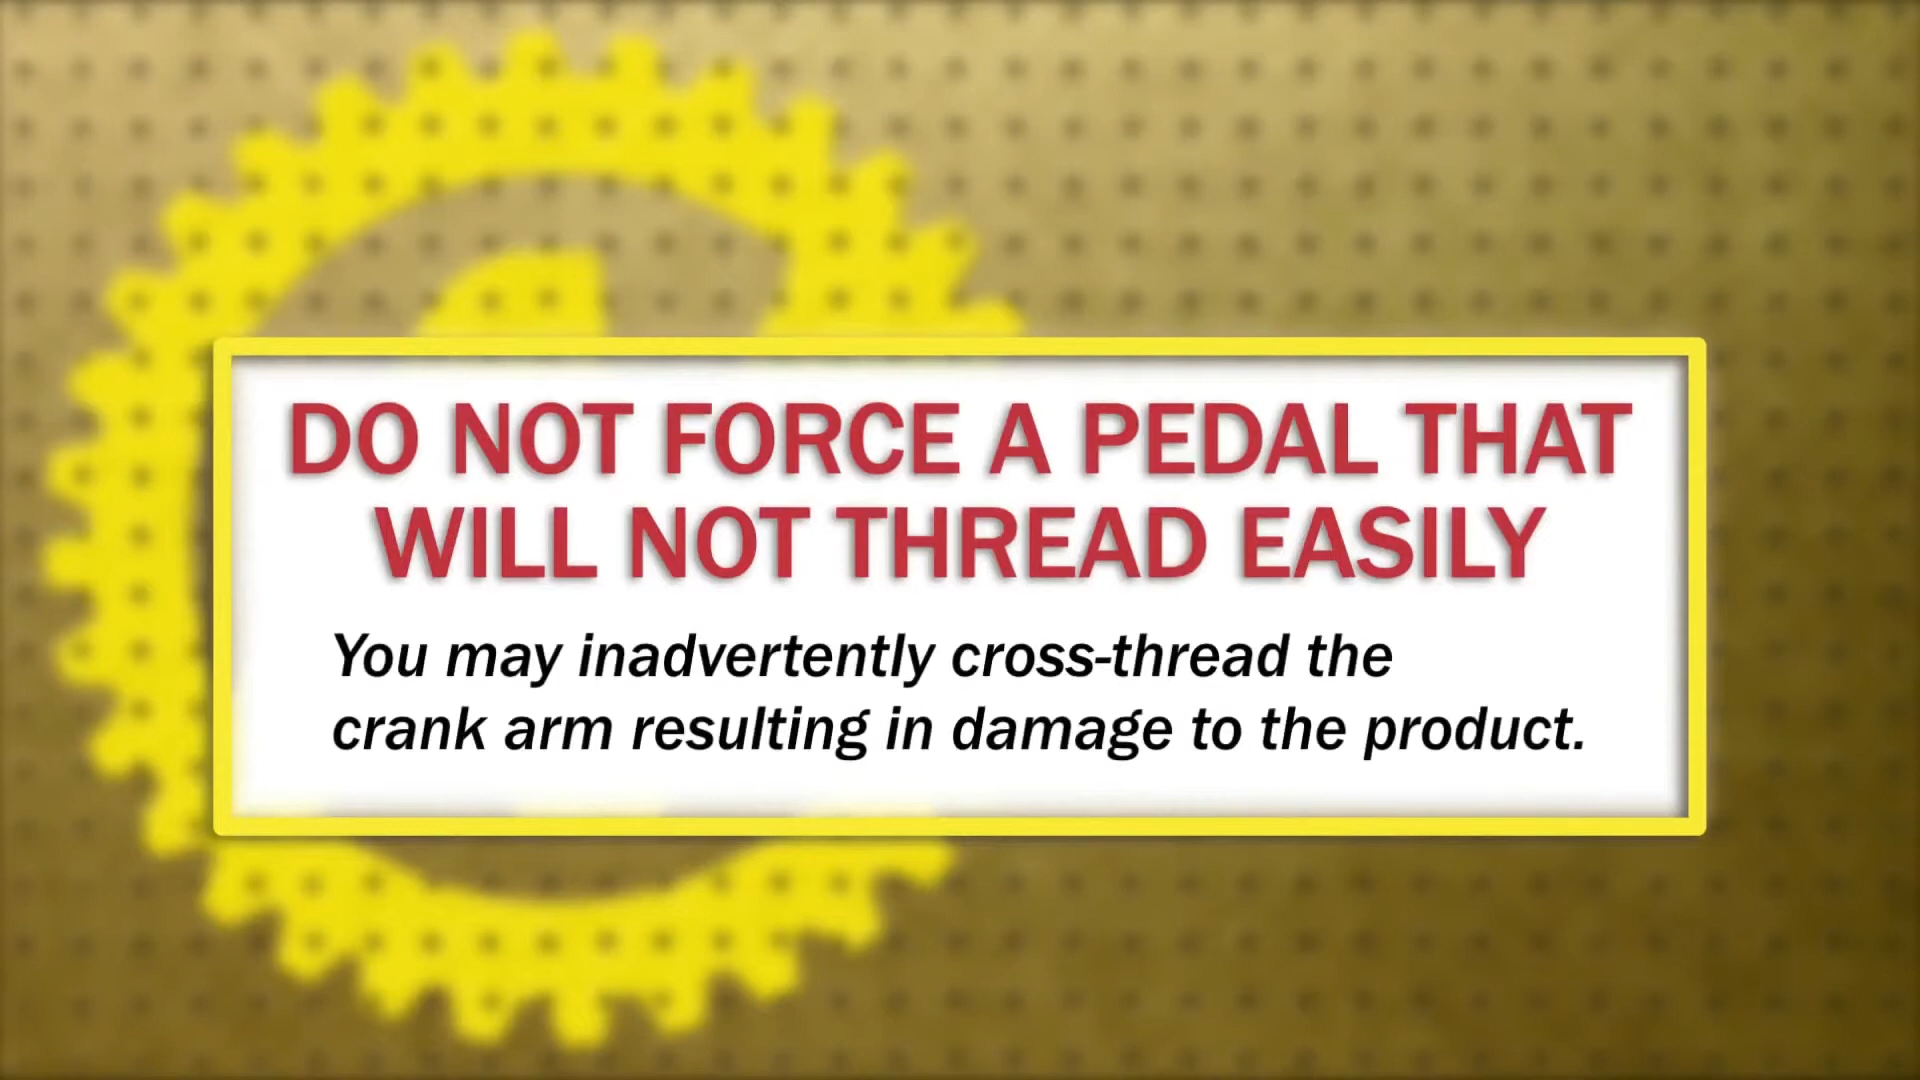 DO NOT FORCE A PEDAL THAT
WILL NOT THREAD EASILY
You may inadvertently cross-thread the
crank arm resulting in damage to the product.